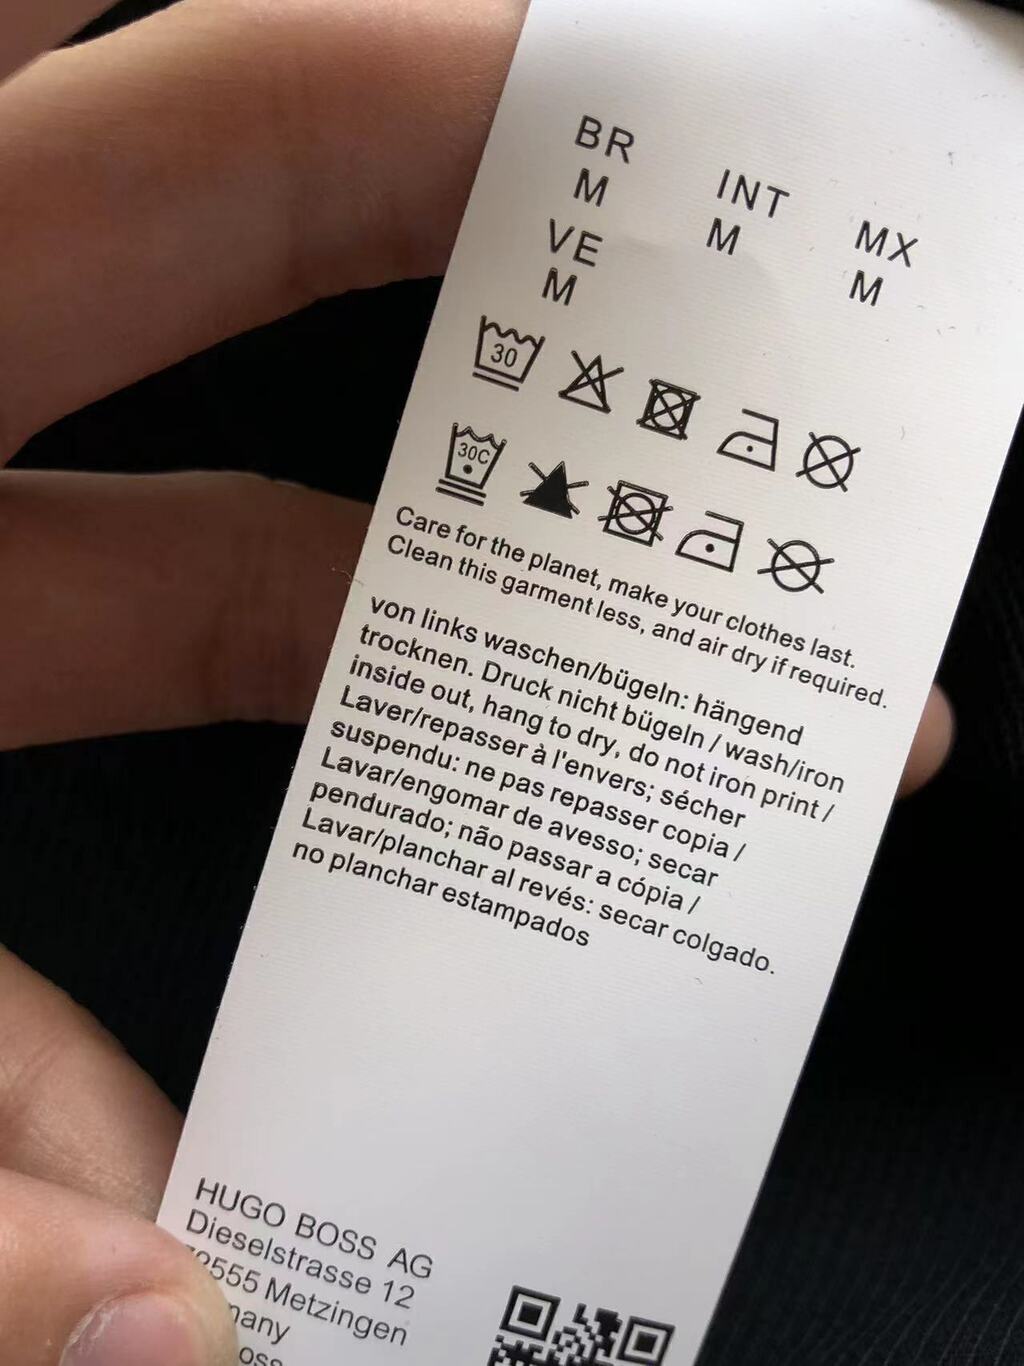 BR INT MX
M M M
VE
M
30
30C
Care for the planet, make your clothes last.
Clean this garment less, and air dry if required.
von links waschen/bügeln: hängend
trocknen. Druck nicht bügeln / wash/iron
inside out, hang to dry, do not iron print /
Laver/repasser à l'envers; sécher
suspendu: ne pas repasser copia /
Lavar/engomar de avesso; secar
pendurado; não passar a cópia /
Lavar/planchar al revés: secar colgado.
no planchar estampados
HUGO BOSS AG
Dieselstrasse 12
Metzingen